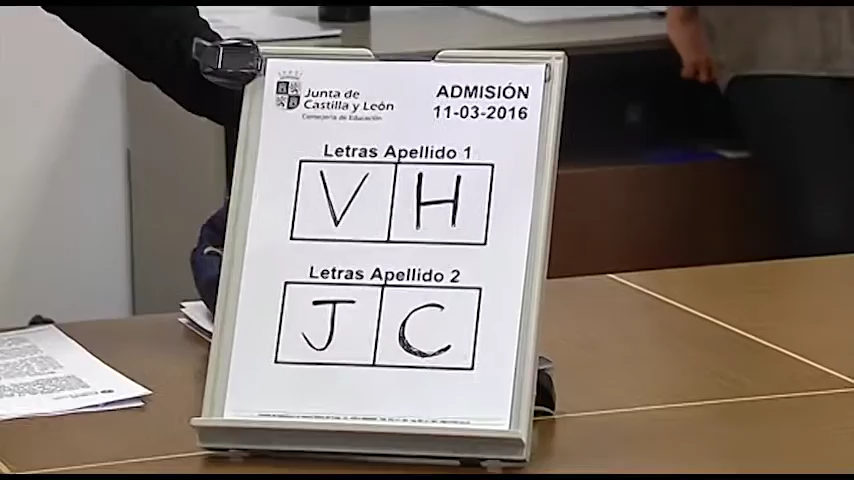 Junta de
Castilla y León
Consejería de Educación
ADMISIÓN
11-03-2016
Letras Apellido 1
V H
Letras Apellido 2
J C